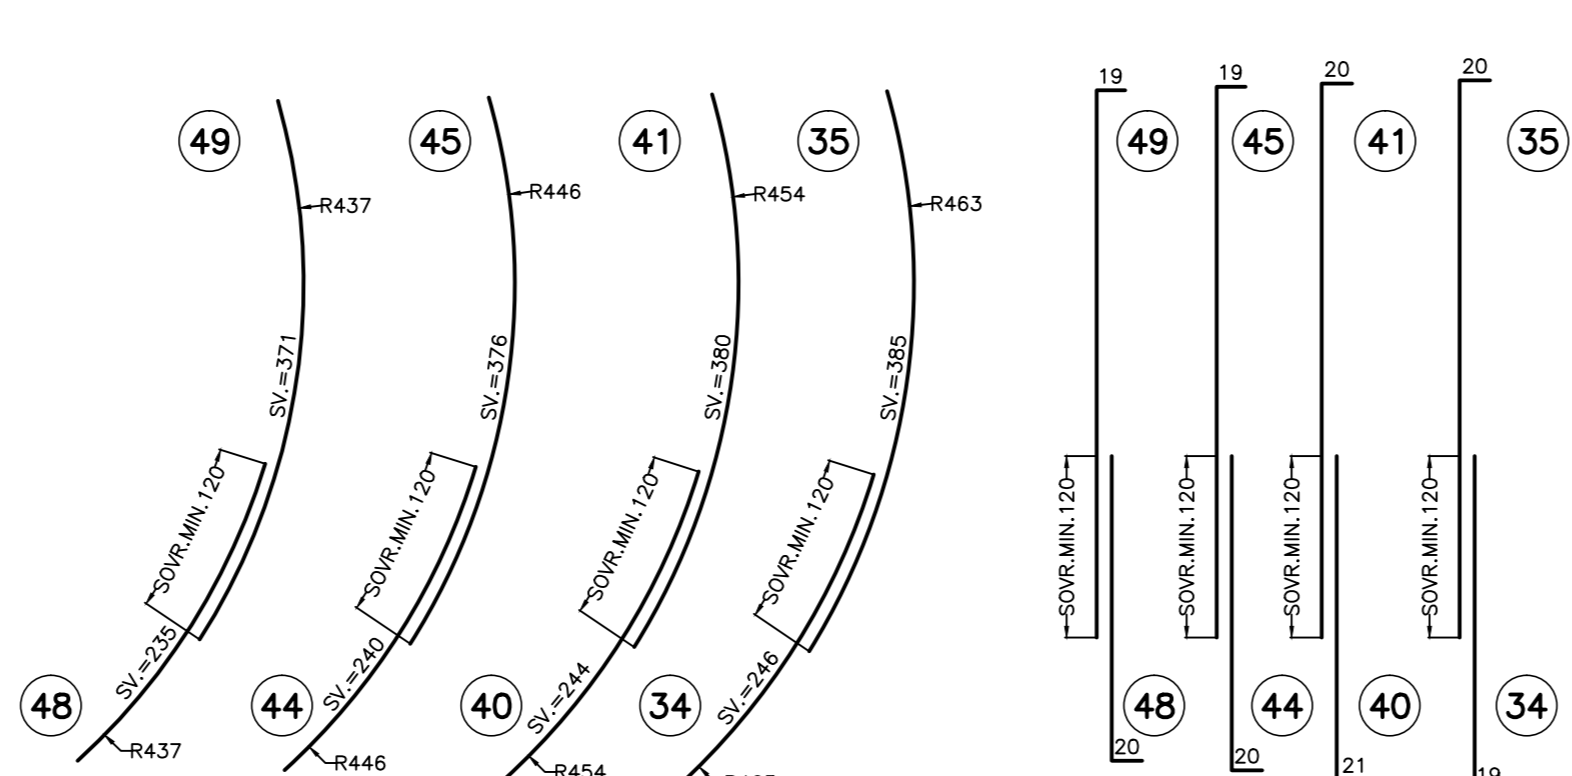 49
45
41
35
R437
R446
R454
R463
SV.=371
SV.=376
SV.=380
SV.=385
SOVR.MIN.120
SOVR.MIN.120
SOVR.MIN.120
SOVR.MIN.120
SV.=235
SV.=240
SV.=244
SV.=246
48
44
40
34
R437
R446
R454
19
19
20
20
49
45
41
35
SOVR.MIN.120
SOVR.MIN.120
SOVR.MIN.120
SOVR.MIN.120
48
44
40
34
20
20
21
19